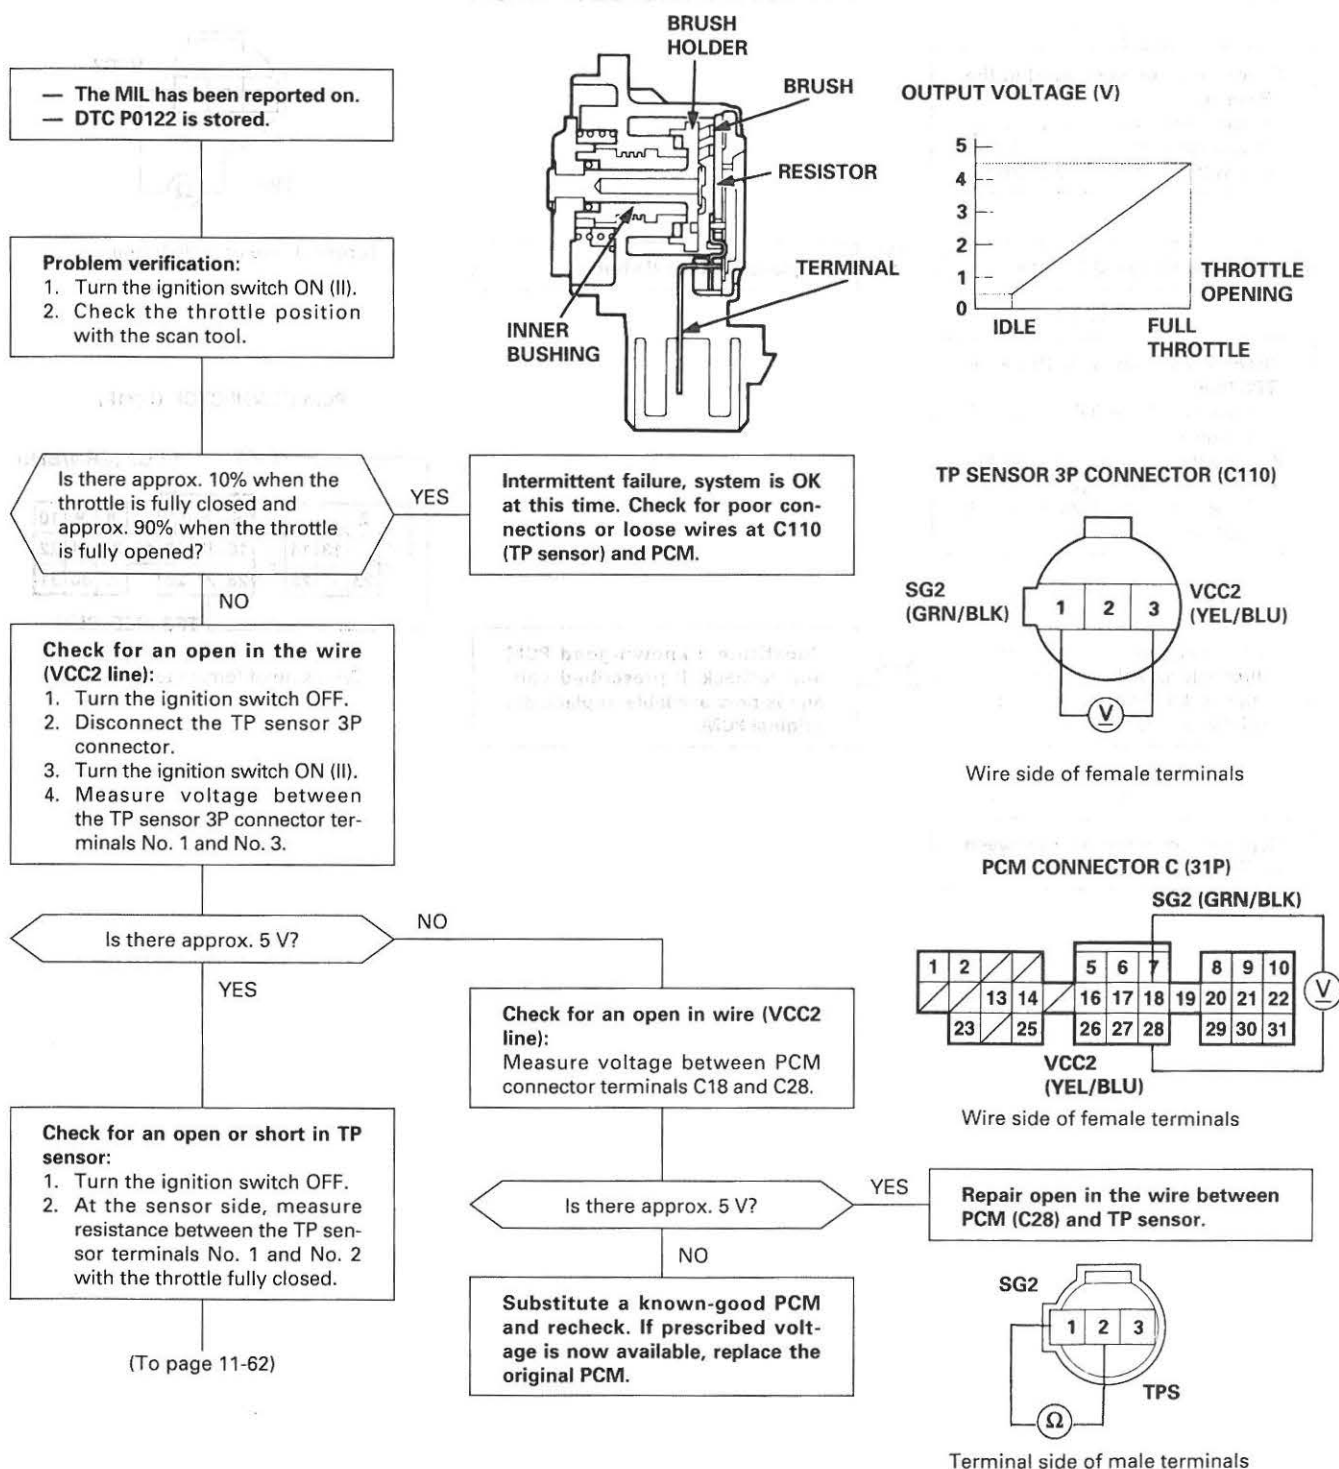 — The MIL has been reported on.
— DTC P0122 is stored.
Problem verification:
1. Turn the ignition switch ON (II).
2. Check the throttle position
with the scan tool.
Is there approx. 10% when the
throttle is fully closed and
approx. 90% when the throttle
is fully opened?
YES
Intermittent failure, system is OK
at this time. Check for poor con-
nections or loose wires at C110
(TP sensor) and PCM.
NO
Check for an open in the wire
(VCC2 line):
1. Turn the ignition switch OFF.
2. Disconnect the TP sensor 3P
connector.
3. Turn the ignition switch ON (II).
4. Measure voltage between
the TP sensor 3P connector ter-
minals No. 1 and No. 3.
Is there approx. 5 V?
NO
YES
Check for an open in wire (VCC2
line):
Measure voltage between PCM
connector terminals C18 and C28.
Check for an open or short in TP
sensor:
1. Turn the ignition switch OFF.
2. At the sensor side, measure
resistance between the TP sen-
sor terminals No. 1 and No. 2
with the throttle fully closed.
(To page 11-62)
Is there approx. 5 V?
YES
Repair open in the wire between
PCM (C28) and TP sensor.
NO
Substitute a known-good PCM
and recheck. If prescribed volt-
age is now available, replace the
original PCM.
BRUSH
HOLDER
BRUSH
RESISTOR
TERMINAL
INNER
BUSHING
OUTPUT VOLTAGE (V)
5
4
3
2
1
0
IDLE
FULL
THROTTLE
THROTTLE
OPENING
TP SENSOR 3P CONNECTOR (C110)
SG2
(GRN/BLK)
1 2 3
VCC2
(YEL/BLU)
V
Wire side of female terminals
PCM CONNECTOR C (31P)
SG2 (GRN/BLK)
1 2 5 6 7 8 9 10
13 14 16 17 18 19 20 21 22
23 25 26 27 28 29 30 31
V
VCC2
(YEL/BLU)
Wire side of female terminals
SG2
1 2 3
TPS
Ω
Terminal side of male terminals